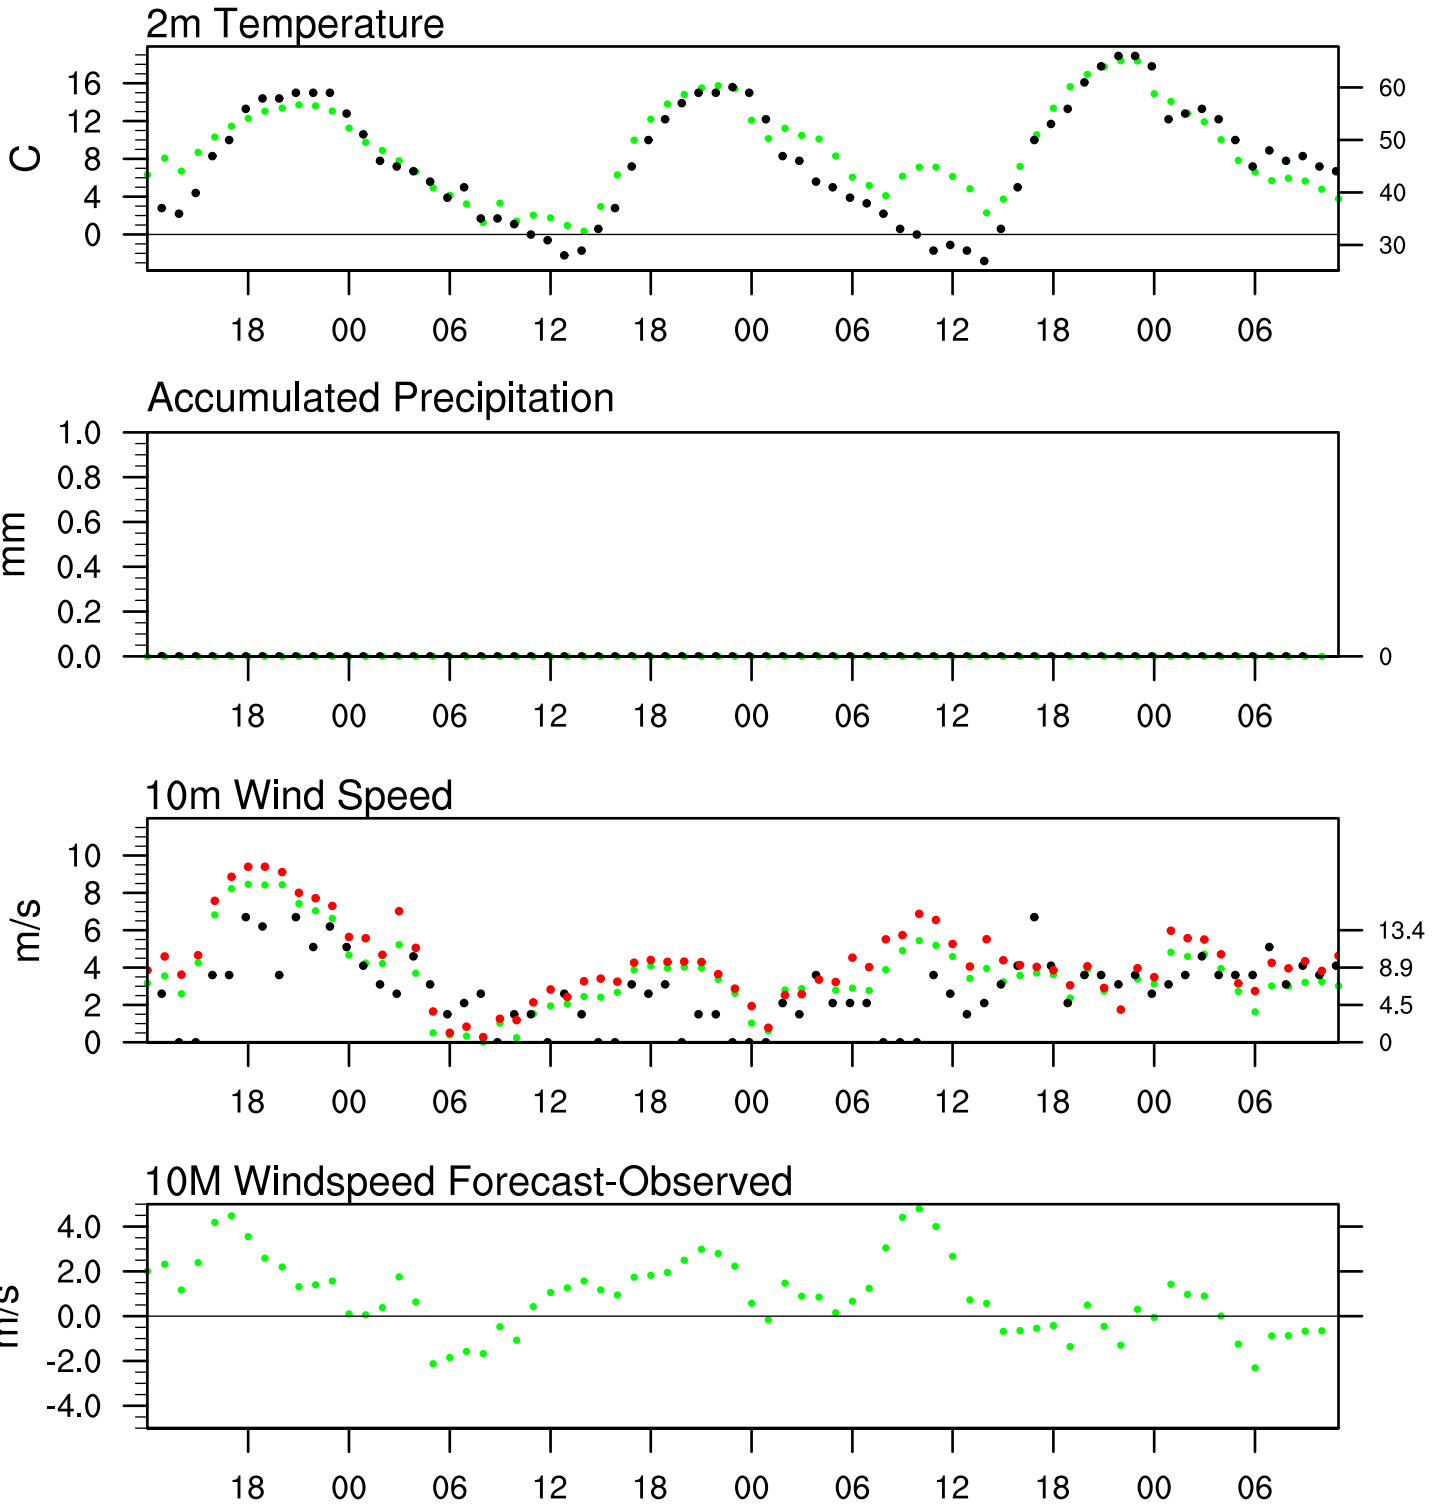 2m Temperature
C
16
12
8
4
0
60
50
40
30
18 00 06 12 18 00 06 12 18 00 06
Accumulated Precipitation
mm
1.0
0.8
0.6
0.4
0.2
0.0
0
18 00 06 12 18 00 06 12 18 00 06
10m Wind Speed
m/s
10
8
6
4
2
0
13.4
8.9
4.5
0
18 00 06 12 18 00 06 12 18 00 06
10M Windspeed Forecast-Observed
m/s
4.0
2.0
0.0
-2.0
-4.0
18 00 06 12 18 00 06 12 18 00 06